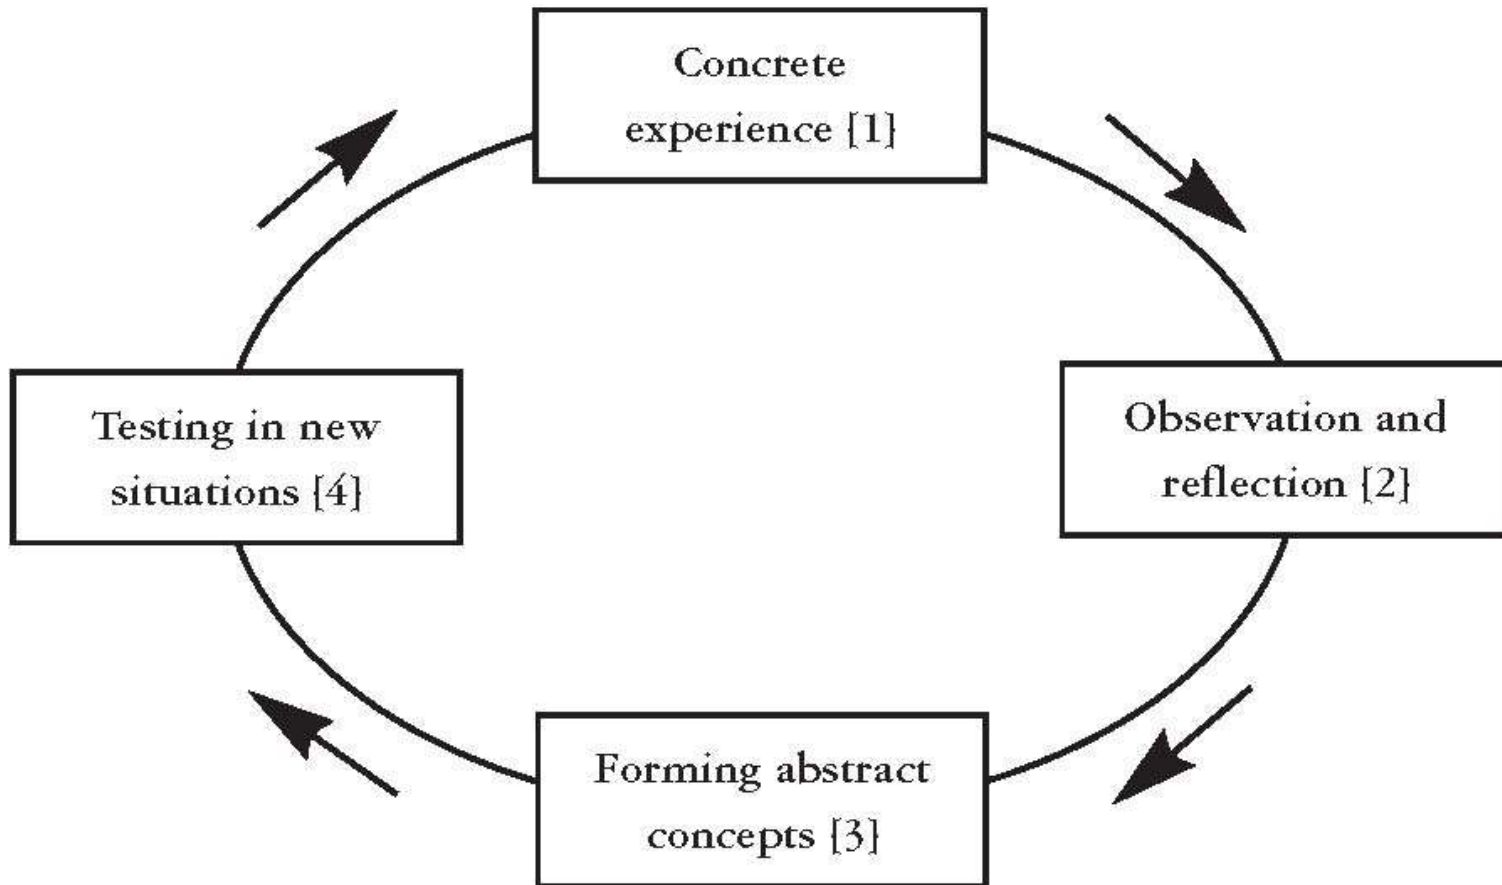 Concrete
experience [1]
Observation and
reflection [2]
Forming abstract
concepts [3]
Testing in new
situations [4]